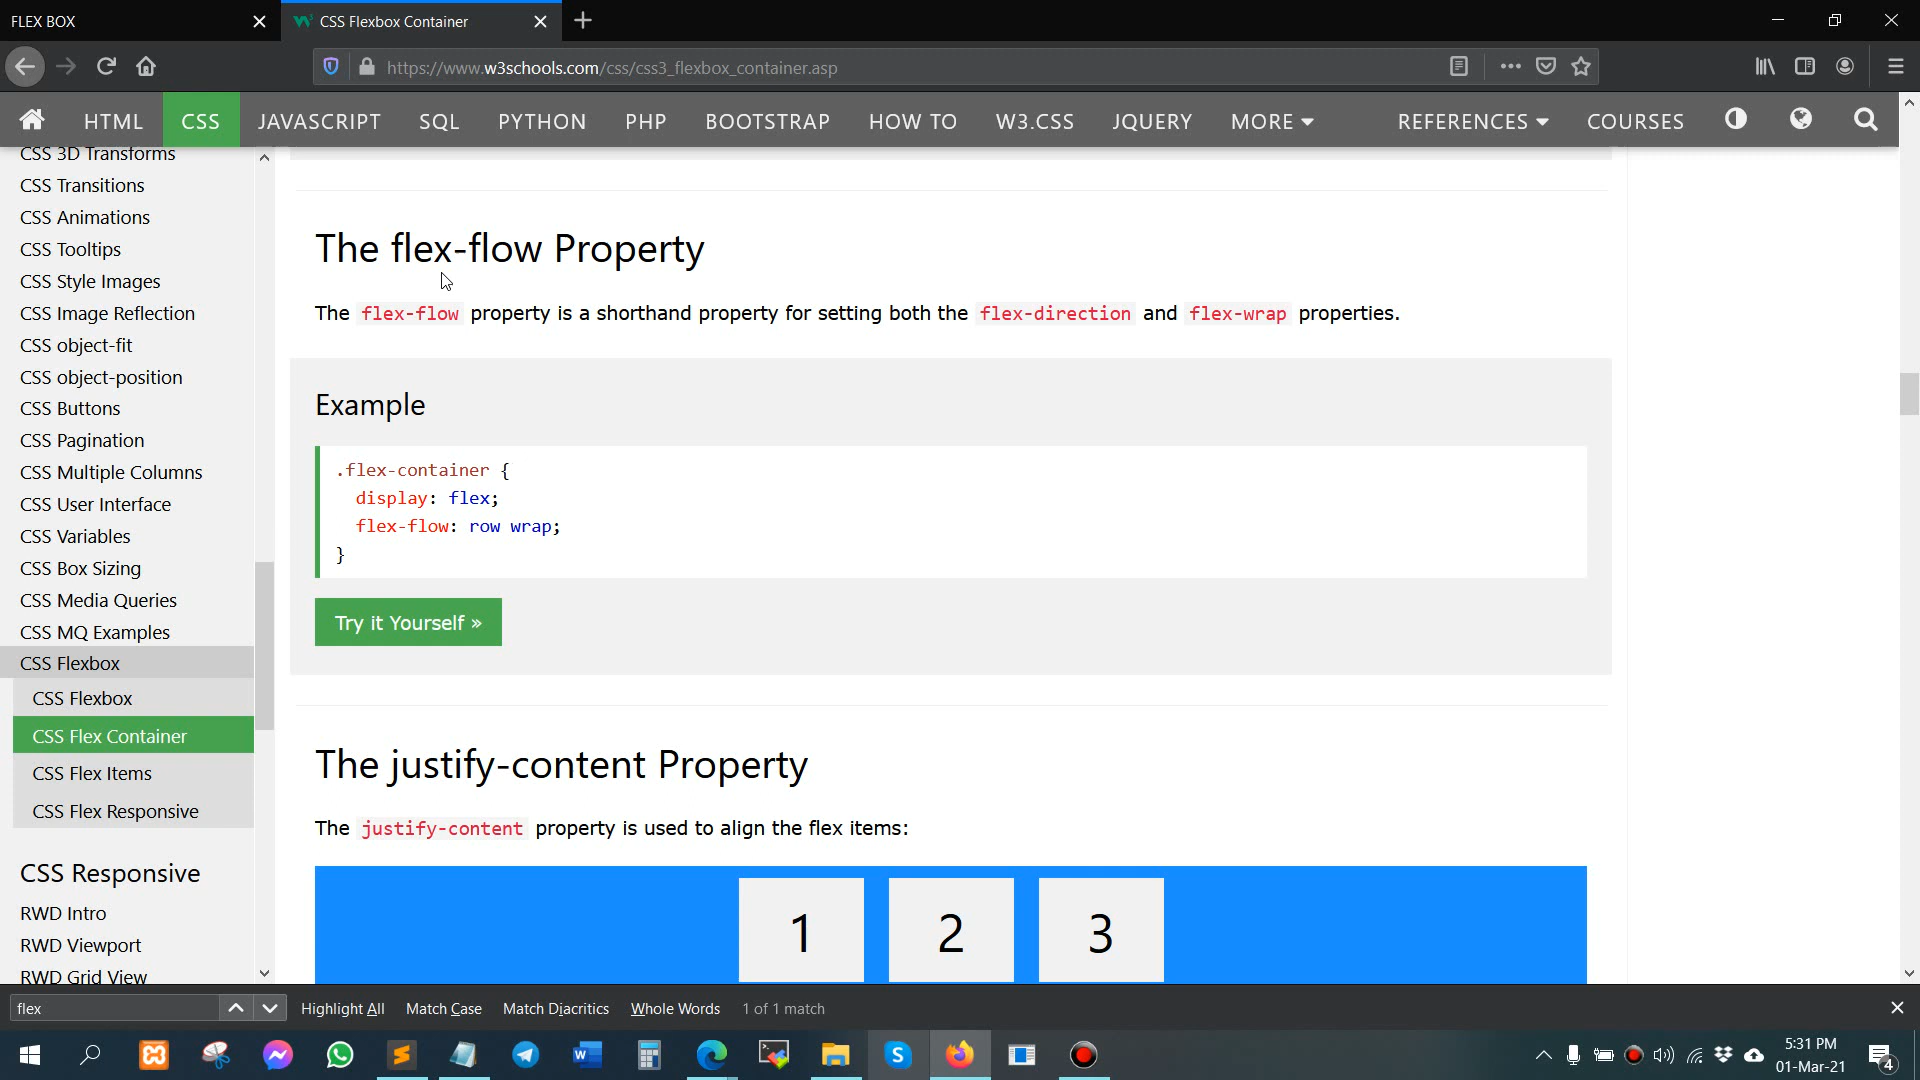 FLEX BOX
CSS Flexbox Container
https://www.w3schools.com/css/css3_flexbox_container.asp
HTML CSS JAVASCRIPT SQL PYTHON PHP BOOTSTRAP HOW TO W3.CSS JQUERY MORE REFERENCES COURSES
CSS 3D Transforms
CSS Transitions
CSS Animations
CSS Tooltips
CSS Style Images
CSS Image Reflection
CSS object-fit
CSS object-position
CSS Buttons
CSS Pagination
CSS Multiple Columns
CSS User Interface
CSS Variables
CSS Box Sizing
CSS Media Queries
CSS MQ Examples
CSS Flexbox
CSS Flexbox
CSS Flex Container
CSS Flex Items
CSS Flex Responsive
CSS Responsive
RWD Intro
RWD Viewport
RWD Grid View
The flex-flow Property
The flex-flow property is a shorthand property for setting both the flex-direction and flex-wrap properties.
Example
.flex-container {
display: flex;
flex-flow: row wrap;
}
Try it Yourself »
The justify-content Property
The justify-content property is used to align the flex items:
1 2 3
flex Highlight All Match Case Match Diacritics Whole Words 1 of 1 match
5:31 PM
01-Mar-21
4